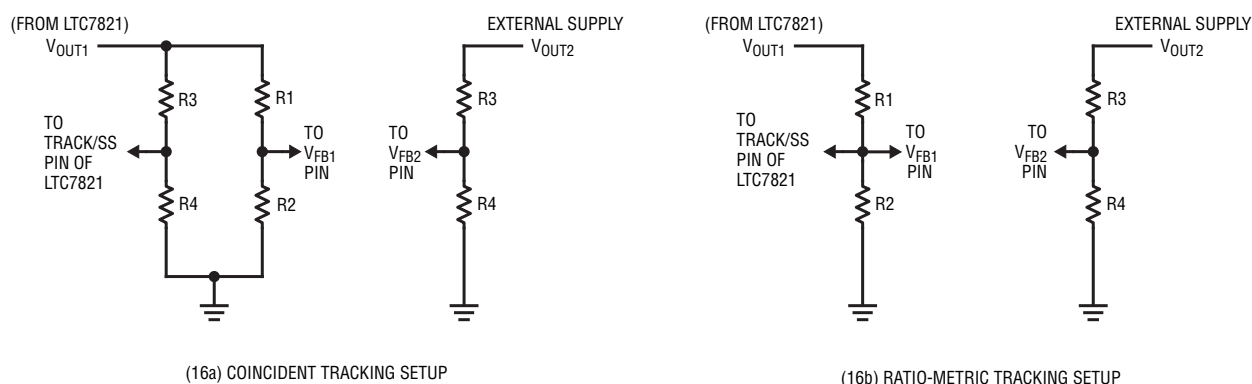 (FROM LTC7821)
VOUT1
R3
R1
TO
TRACK/SS
PIN OF
LTC7821
TO
VFB1
PIN
R4
R2
EXTERNAL SUPPLY
VOUT2
R3
TO
VFB2
PIN
R4
(16a) COINCIDENT TRACKING SETUP
(FROM LTC7821)
VOUT1
R1
TO
TRACK/SS
PIN OF
LTC7821
TO
VFB1
PIN
R2
EXTERNAL SUPPLY
VOUT2
R3
TO
VFB2
PIN
R4
(16b) RATIO-METRIC TRACKING SETUP